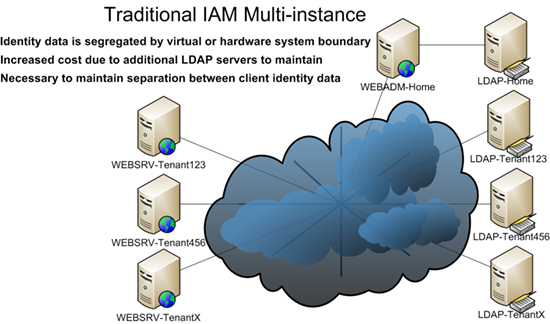 Traditional IAM Multi-instance
Identity data is segregated by virtual or hardware system boundary
Increased cost due to additional LDAP servers to maintain
Necessary to maintain separation between client identity data
WEBADM-Home
LDAP-Home
WEBSRV-Tenant123
LDAP-Tenant123
WEBSRV-Tenant456
LDAP-Tenant456
WEBSRV-TenantX
LDAP-TenantX